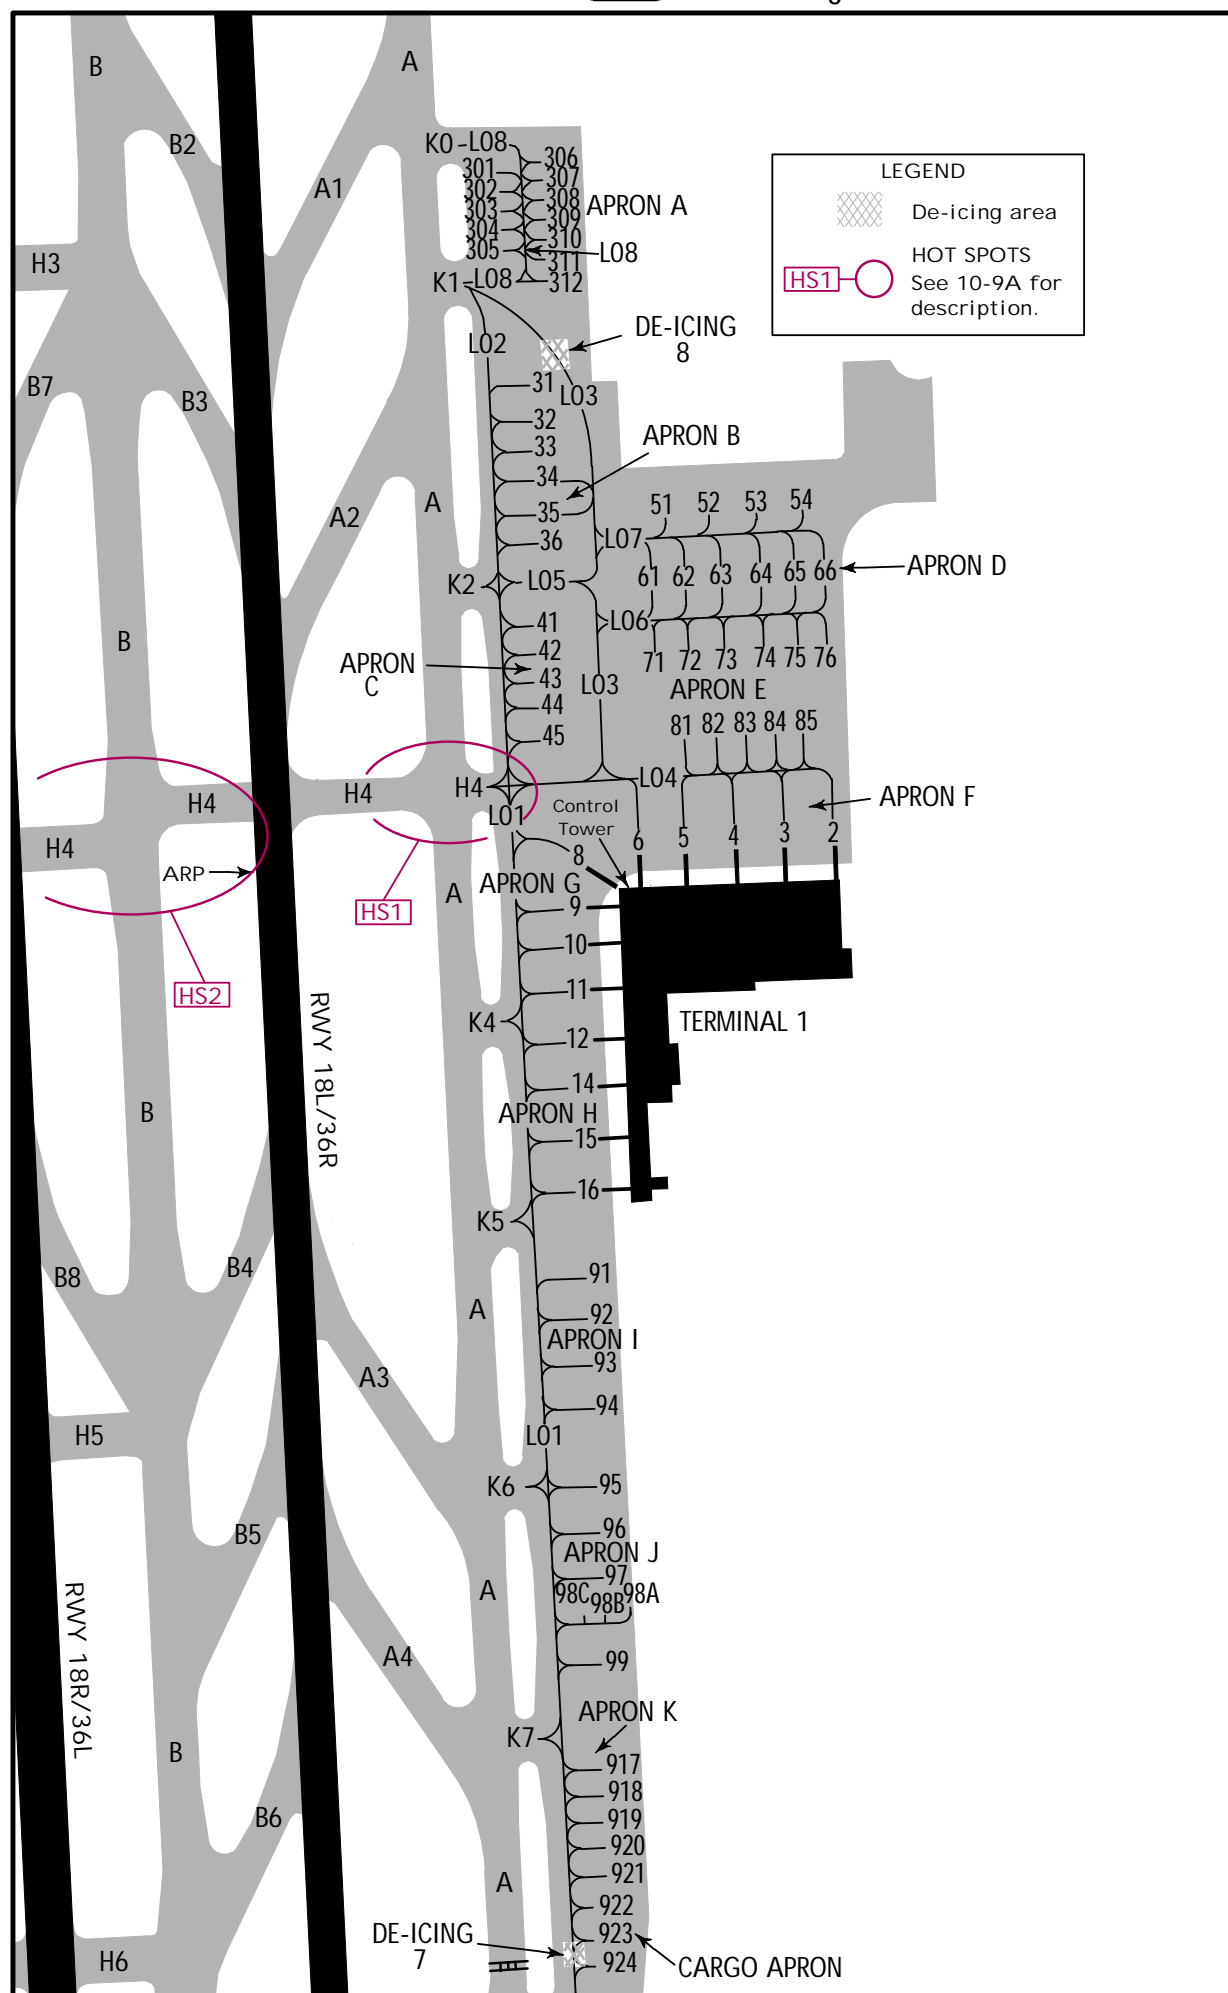 B
A
B2
A1
K0
L08
301
302
303
304
305
306
307
308
309
310
311
312
APRON A
L08
K1
L08
H3
LEGEND
De-icing area
HS1
HOT SPOTS
See 10-9A for
description.
L02
DE-ICING
8
B7
B3
31
L03
32
33
APRON B
34
35
36
A2
A
51
52
53
54
L07
K2
L05
61
62
63
64
65
66
APRON D
L06
41
42
43
44
45
B
APRON
C
71
72
73
74
75
76
L03
APRON E
81
82
83
84
85
H4
H4
H4
L04
APRON F
L01
Control
Tower
H4
6
5
4
3
2
8
ARP
A
APRON G
HS1
9
10
HS2
11
RWY 18L/36R
K4
TERMINAL 1
12
14
B
APRON H
15
16
K5
B8
B4
91
A
92
APRON I
93
A3
94
H5
L01
K6
95
B5
96
APRON J
97
A
98C
98B
98A
RWY 18R/36L
A4
99
APRON K
B
K7
917
918
B6
919
920
921
A
922
DE-ICING
7
923
924
H6
CARGO APRON